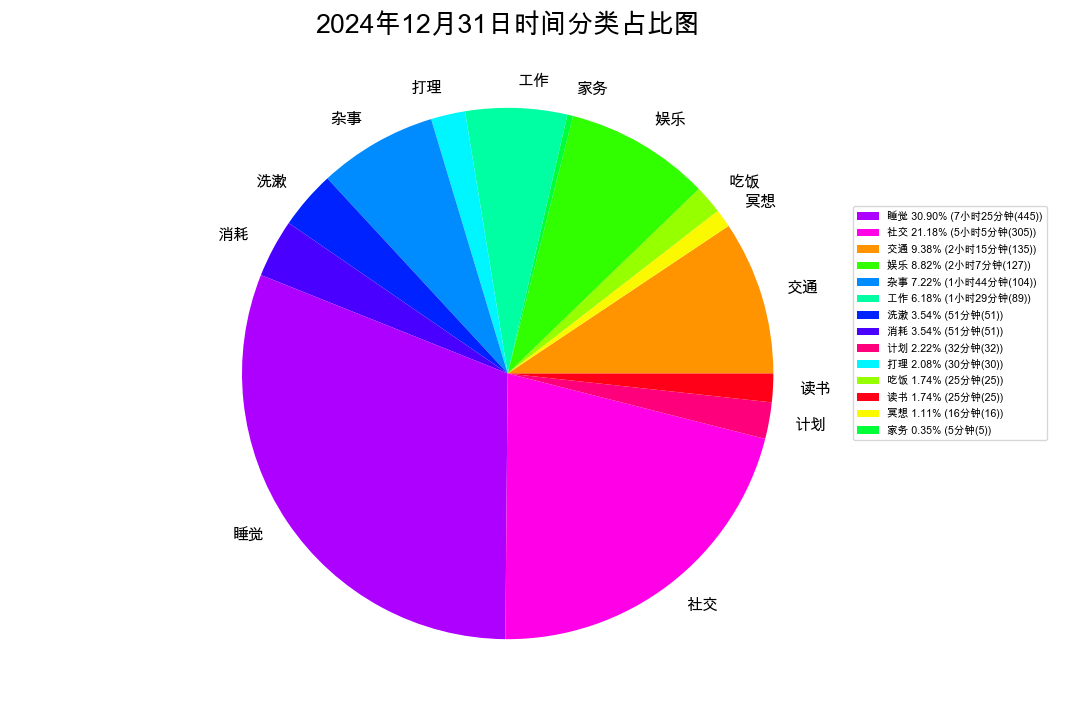 2024年12月31日时间分类占比图
工作
打理
家务
杂事
娱乐
洗漱
吃饭
冥想
消耗
交通
读书
计划
睡觉
社交
睡觉 30.90% (7小时25分钟(445))
社交 21.18% (5小时5分钟(305))
交通 9.38% (2小时15分钟(135))
娱乐 8.82% (2小时7分钟(127))
杂事 7.22% (1小时44分钟(104))
工作 6.18% (1小时29分钟(89))
洗漱 3.54% (51分钟(51))
消耗 3.54% (51分钟(51))
计划 2.22% (32分钟(32))
打理 2.08% (30分钟(30))
吃饭 1.74% (25分钟(25))
读书 1.74% (25分钟(25))
冥想 1.11% (16分钟(16))
家务 0.35% (5分钟(5))